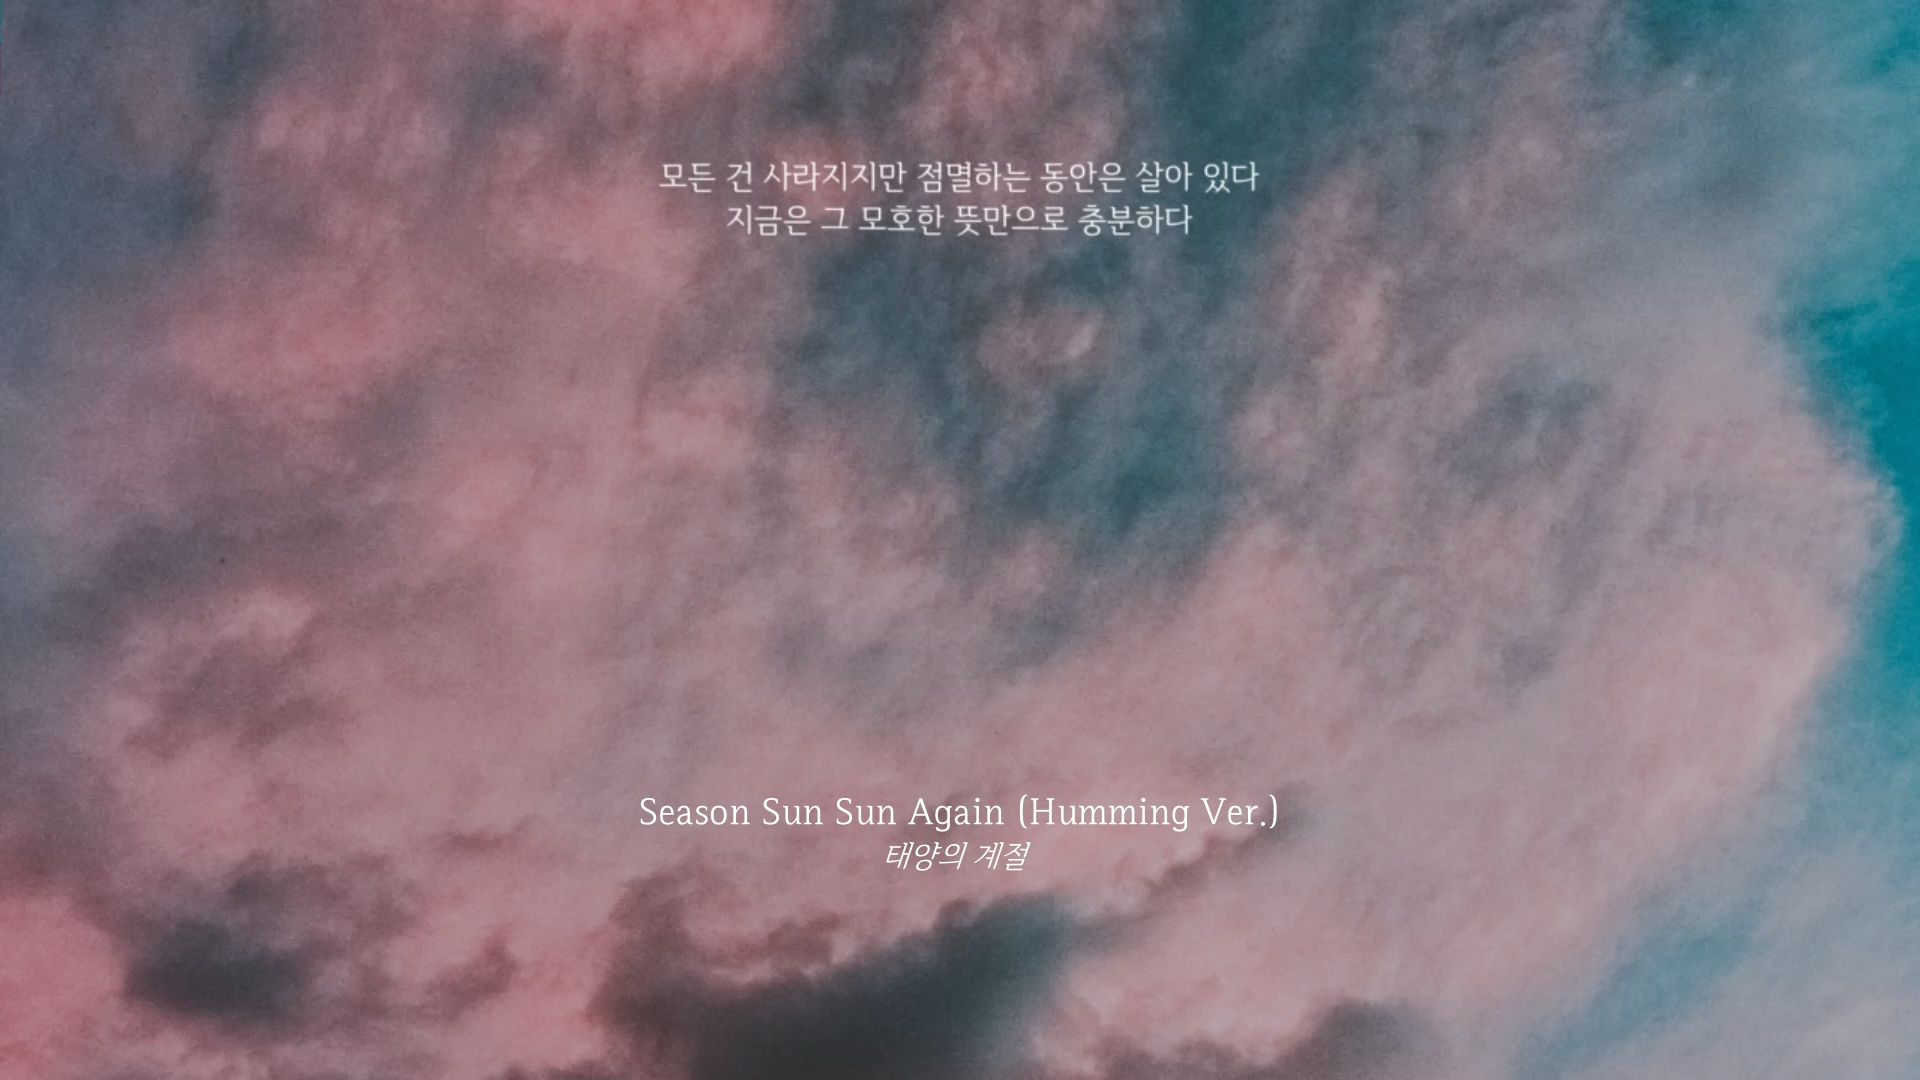 모든 건 사라지지만 점멸하는 동안은 살아 있다
지금은 그 모호한 뜻만으로 충분하다
Season Sun Sun Again (Humming Ver.)
태양의 계절